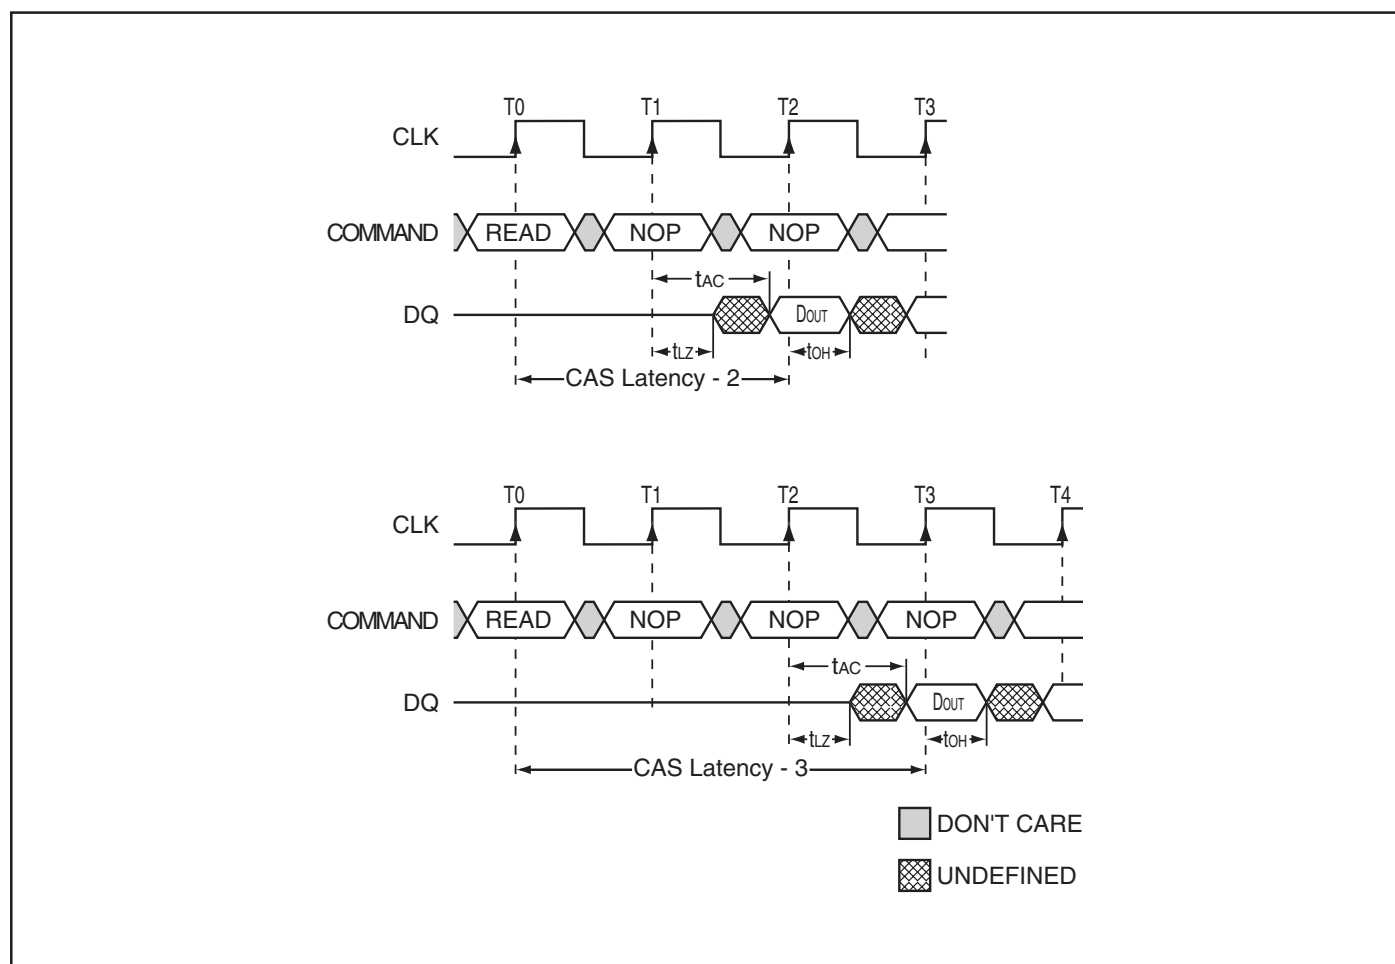 T0 T1 T2 T3
CLK
COMMAND READ NOP NOP
tAC
DQ DOUT
tLZ tOH
CAS Latency - 2
T0 T1 T2 T3 T4
CLK
COMMAND READ NOP NOP NOP
tAC
DQ DOUT
tLZ tOH
CAS Latency - 3
DON'T CARE
UNDEFINED